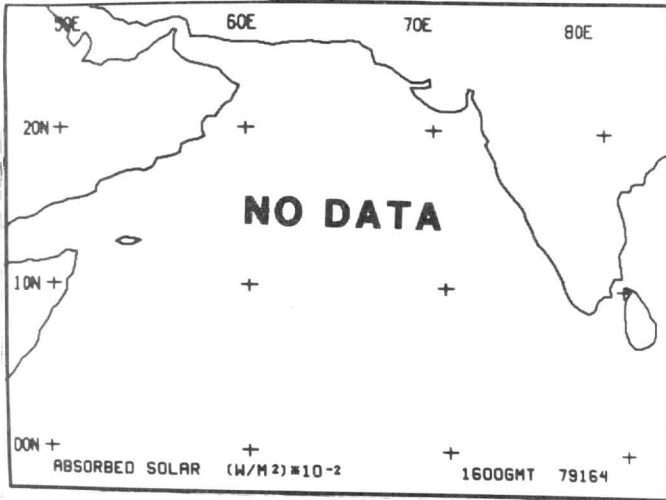 50E 60E 70E 80E
20N
NO DATA
10N
00N
ABSORBED SOLAR (W/M2)*10-2 1600GMT 79164